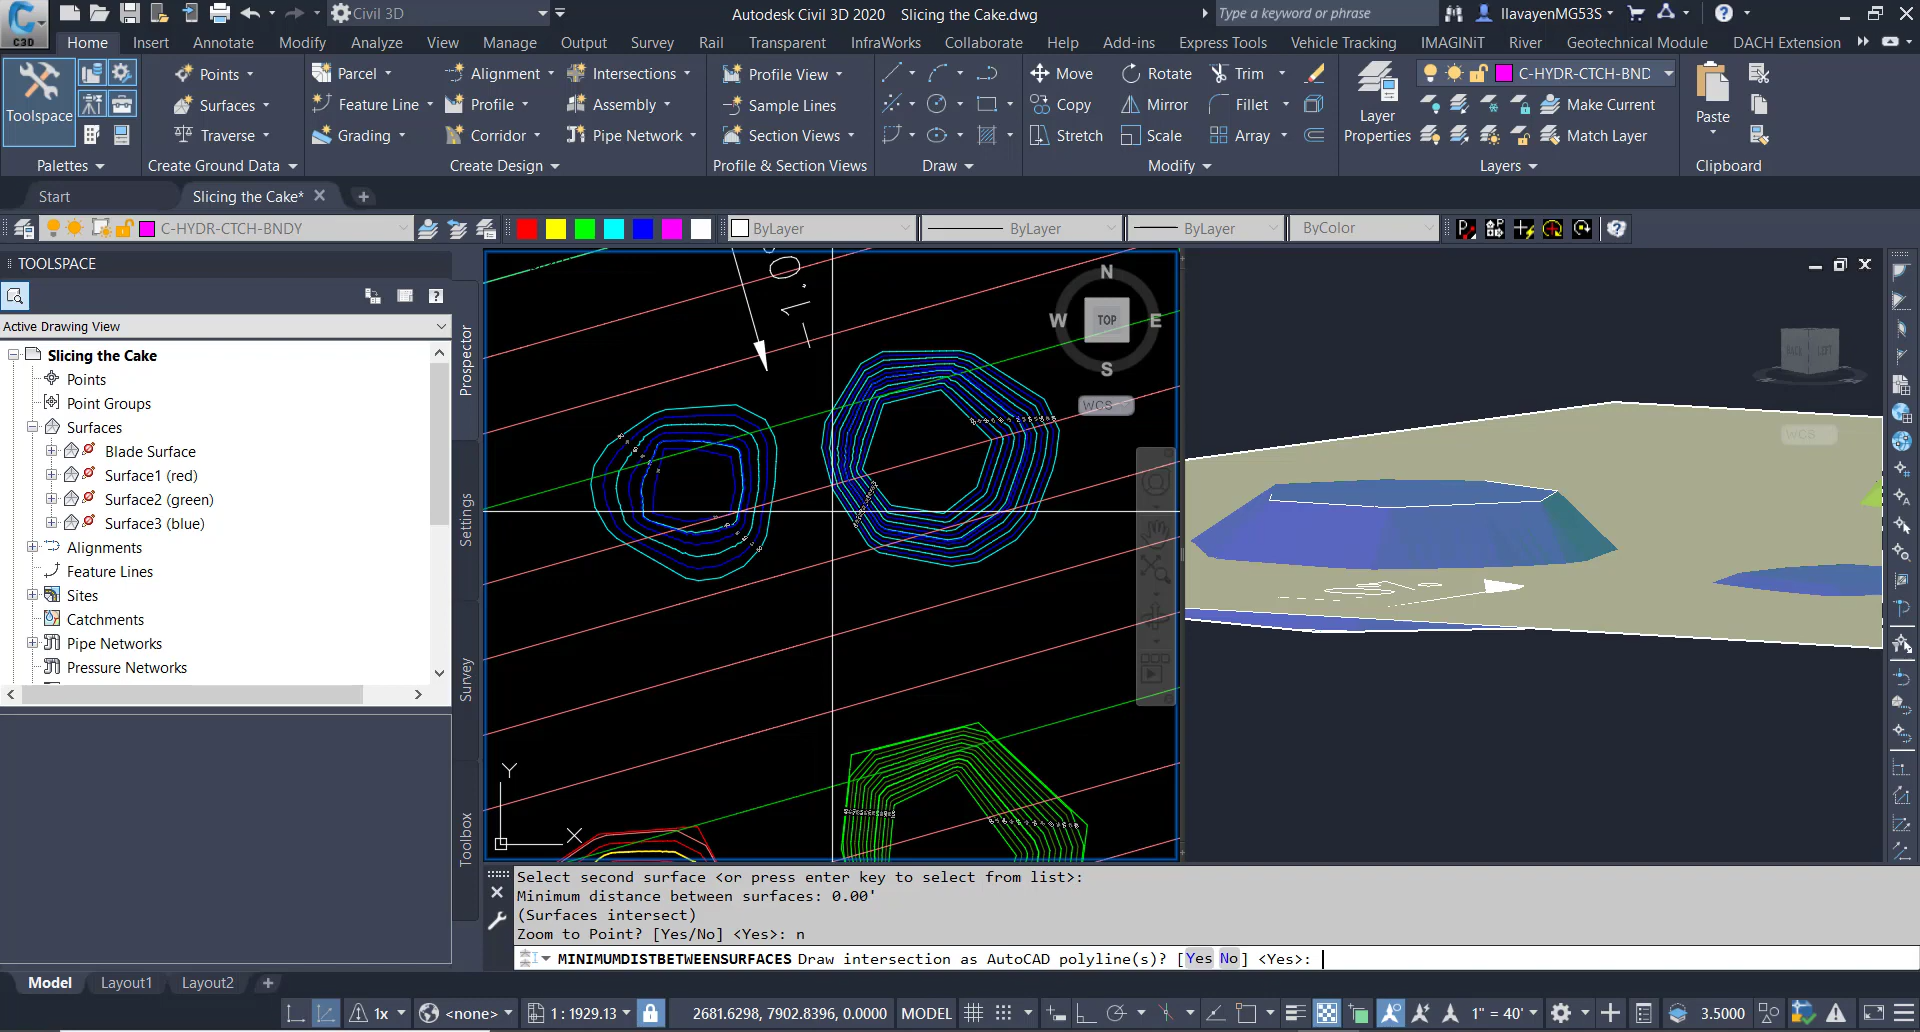 C3D
Civil 3D
Autodesk Civil 3D 2020 Slicing the Cake.dwg
Type a keyword or phrase
llavayenMG53S
Home Insert Annotate Modify Analyze View Manage Output Survey Rail Transparent InfraWorks Collaborate Help Add-ins Express Tools Vehicle Tracking IMAGINiT River Geotechnical Module DACH Extension
Toolspace
Palettes
Points
Surfaces
Traverse
Create Ground Data
Parcel
Feature Line
Grading
Alignment
Profile
Corridor
Intersections
Assembly
Pipe Network
Create Design
Profile View
Sample Lines
Section Views
Profile & Section Views
Draw
Move
Copy
Stretch
Rotate
Mirror
Scale
Trim
Fillet
Array
Modify
Layer
Properties
C-HYDR-CTCH-BND
Make Current
Match Layer
Layers
Paste
Clipboard
Start
Slicing the Cake*
C-HYDR-CTCH-BNDY
ByLayer
ByLayer
ByLayer
ByColor
TOOLSPACE
Active Drawing View
Slicing the Cake
Points
Point Groups
Surfaces
Blade Surface
Surface1 (red)
Surface2 (green)
Surface3 (blue)
Alignments
Feature Lines
Sites
Catchments
Pipe Networks
Pressure Networks
Prospector
Settings
Survey
Toolbox
N
W
TOP
E
S
WCS
Y
X
BACK
LEFT
WCS
Select second surface <or press enter key to select from list>:
Minimum distance between surfaces: 0.00'
(Surfaces intersect)
Zoom to Point? [Yes/No] <Yes>: n
MINIMUMDISTBETWEENSURFACES Draw intersection as AutoCAD polyline(s)? [Yes No] <Yes>:
Model Layout1 Layout2
1x
<none>
1 : 1929.13
2681.6298, 7902.8396, 0.0000
MODEL
1" = 40'
3.5000